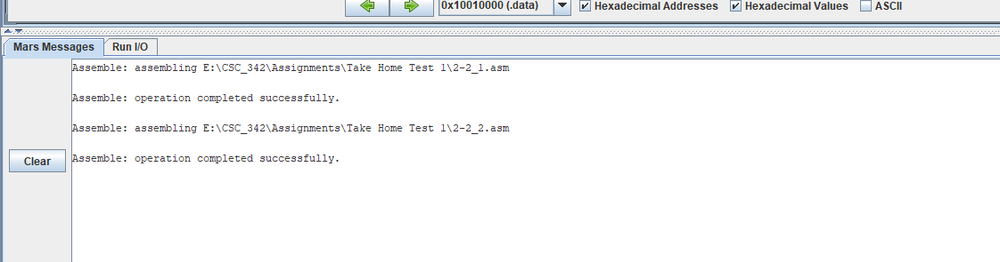 0x10010000 (.data) Hexadecimal Addresses Hexadecimal Values ASCII
Mars Messages Run I/O
Assemble: assembling E:\CSC_342\Assignments\Take Home Test 1\2-2_1.asm
Assemble: operation completed successfully.
Assemble: assembling E:\CSC_342\Assignments\Take Home Test 1\2-2_2.asm
Clear
Assemble: operation completed successfully.